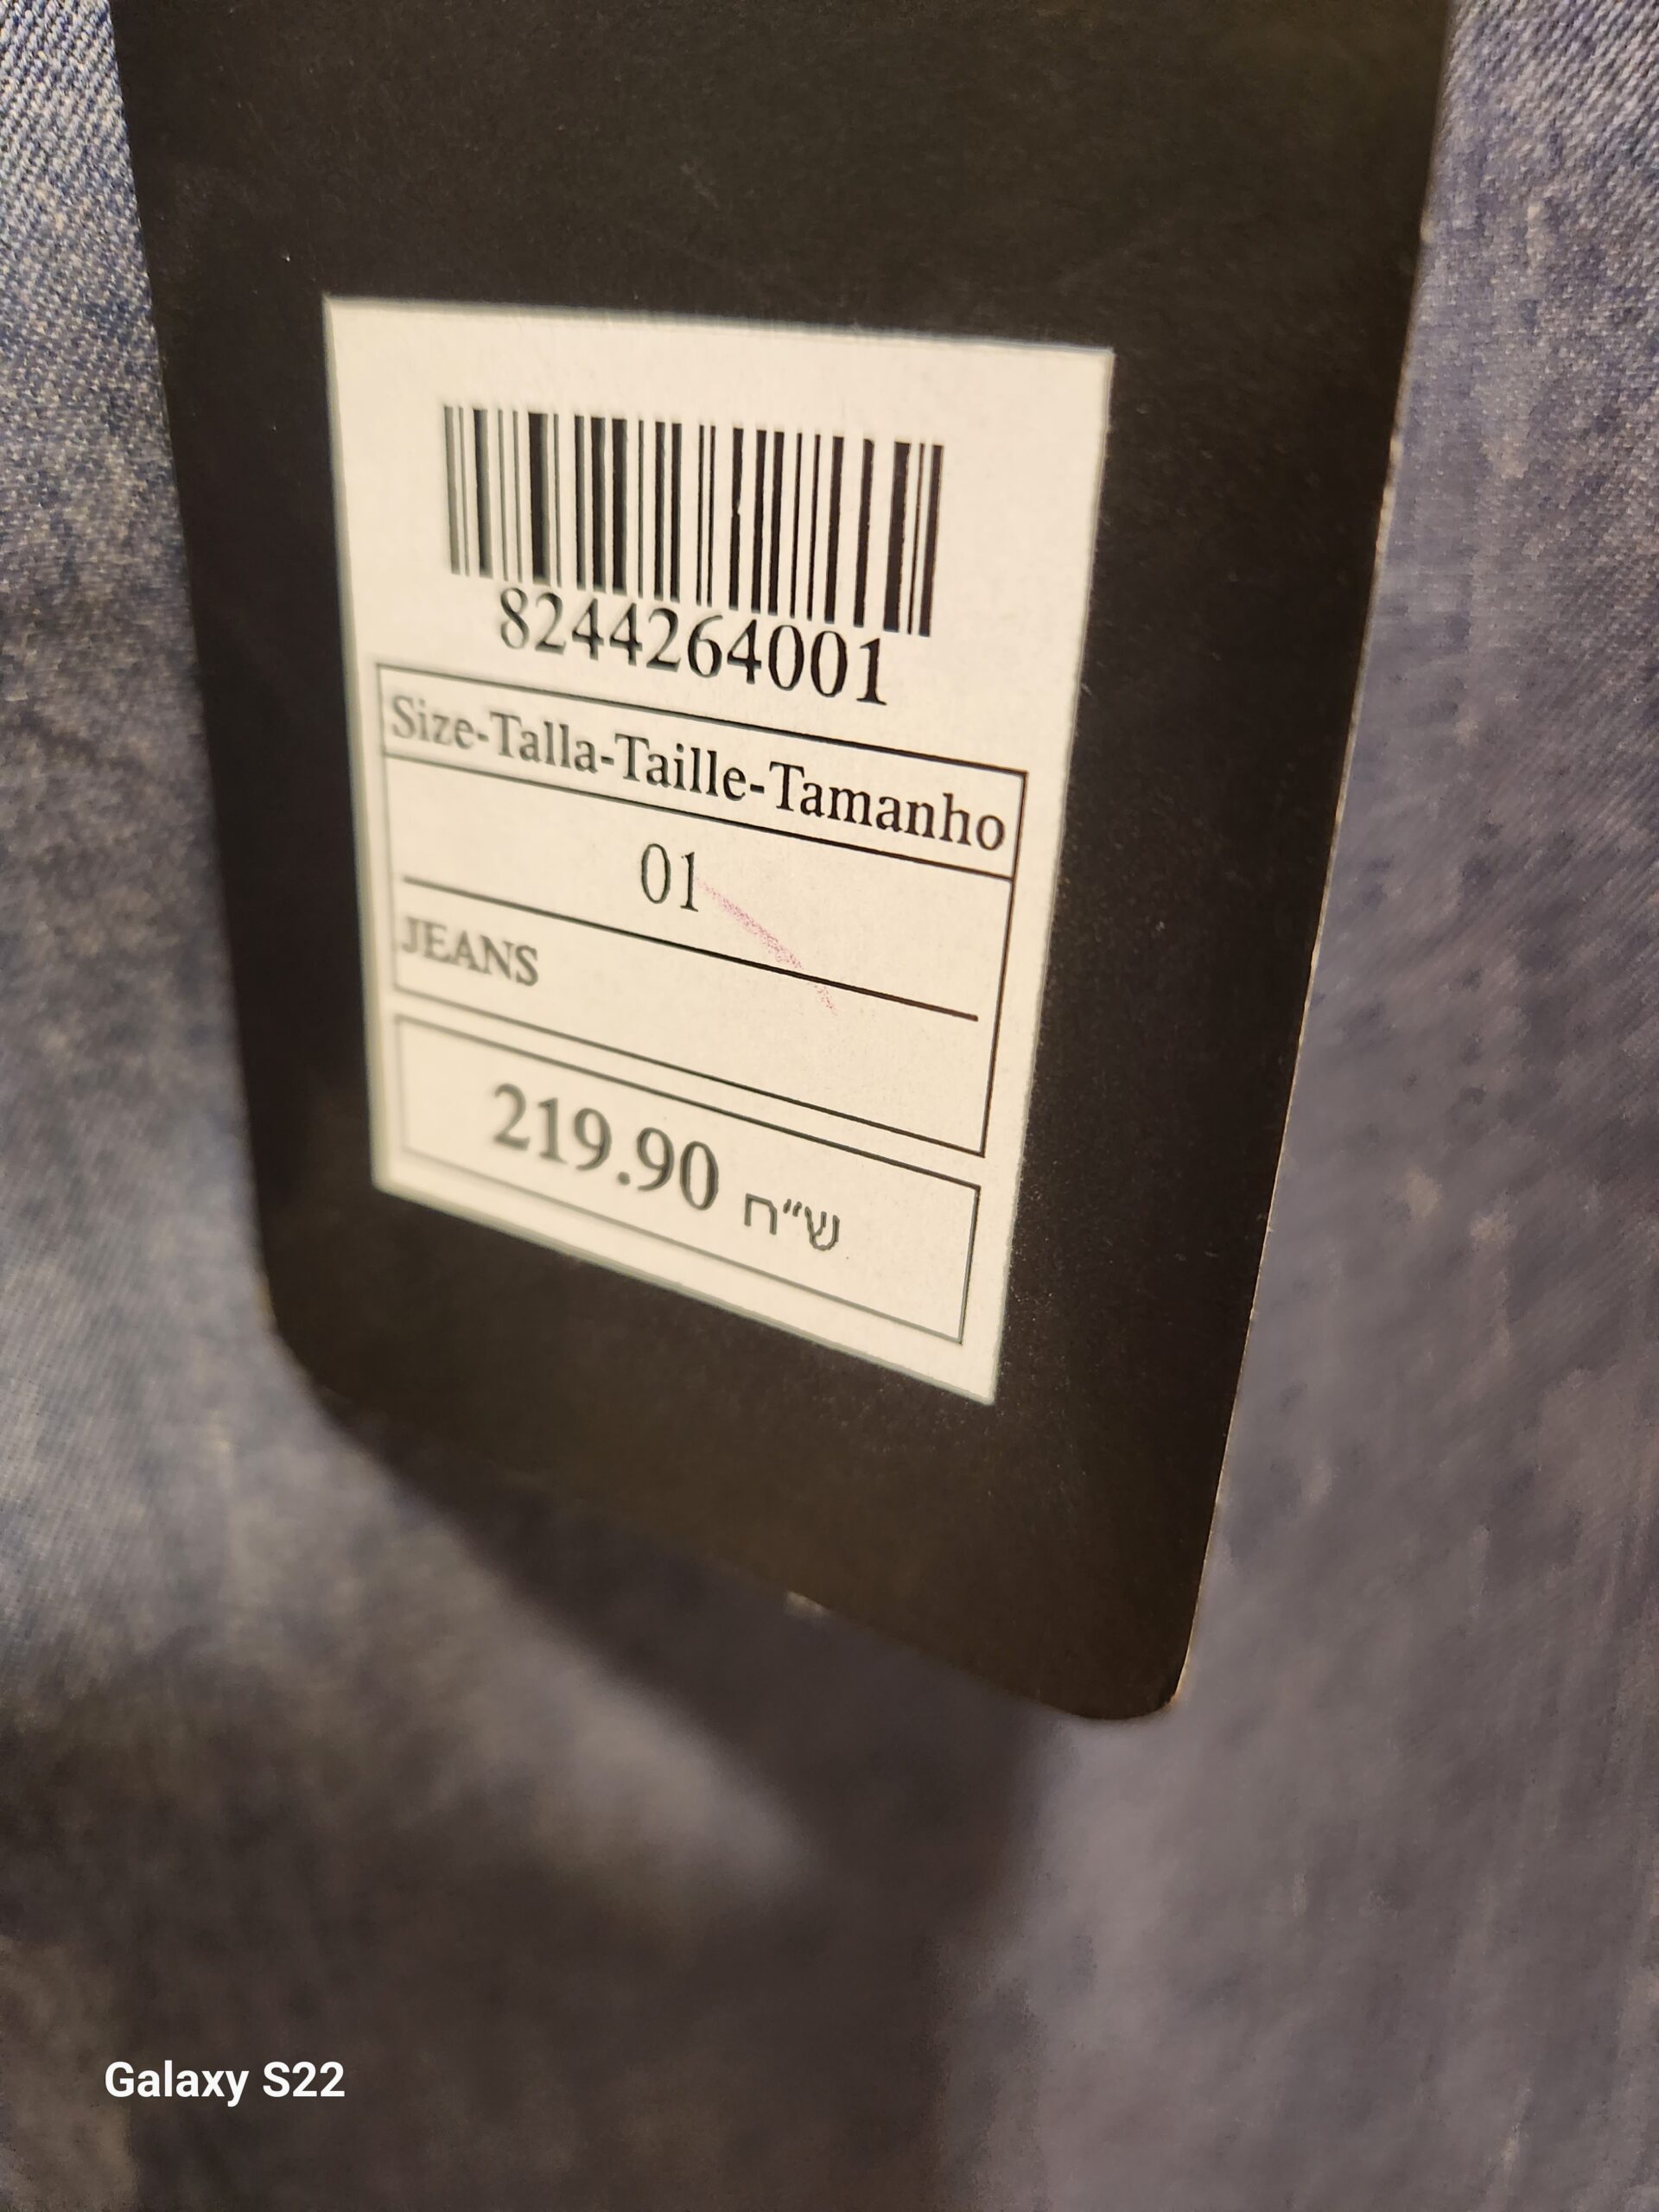 8244264001
Size-Talla-Taille-Tamanho
01
JEANS
219.90 ש"ח
Galaxy S22